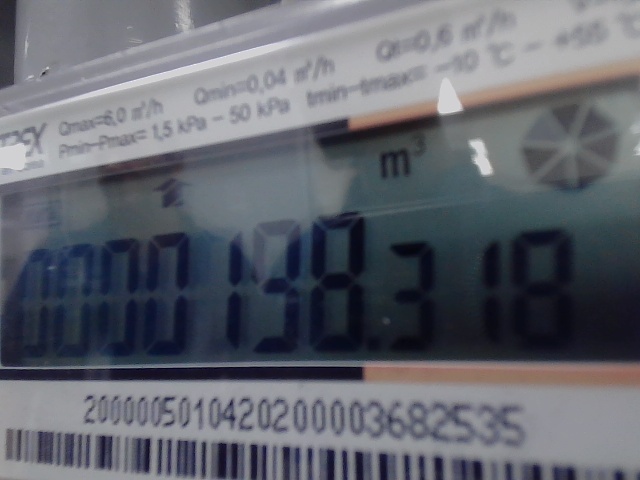 Qmax=6,0 m³/h Qmin=0,04 m³/h Qt=0,6 m³/h
Pmin-Pmax= 1,5 kPa - 50 kPa tmin-tmax= -10 °C - +55 °C
m³
0000198.318
20000050104202000003682535